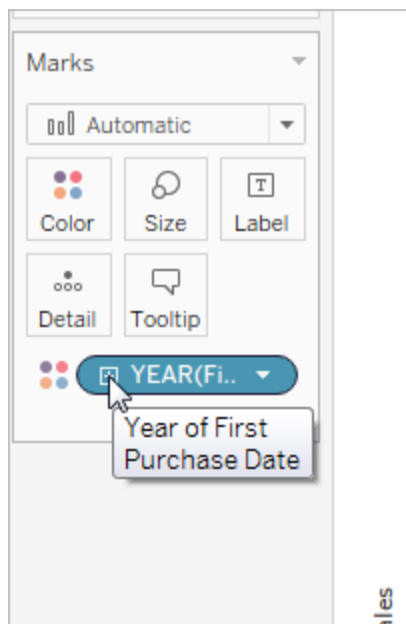 Marks
Automatic
Color Size Label
Detail Tooltip
YEAR(Fi..
Year of First
Purchase Date